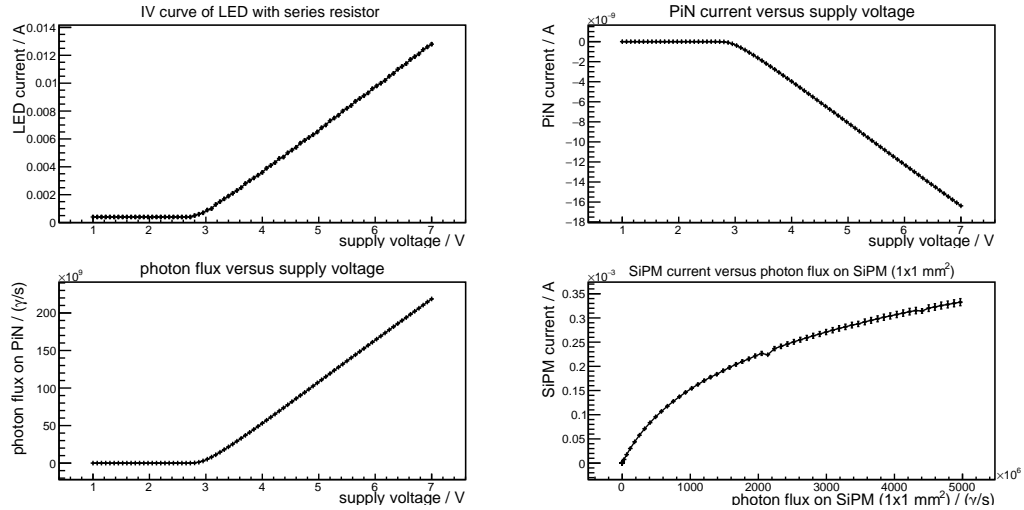 IV curve of LED with series resistor
LED current / A
0.014
0.012
0.01
0.008
0.006
0.004
0.002
0
1 2 3 4 5 6 7
supply voltage / V
PiN current versus supply voltage
×10⁻⁹
PiN current / A
0
−2
−4
−6
−8
−10
−12
−14
−16
−18
1 2 3 4 5 6 7
supply voltage / V
photon flux versus supply voltage
×10⁹
photon flux on PiN / (γ/s)
200
100
0
1 2 3 4 5 6 7
supply voltage / V
SiPM current versus photon flux on SiPM (1x1 mm²)
×10⁻³
SiPM current / A
0.35
0.3
0.25
0.2
0.15
0.1
0.05
0
0 1000 2000 3000 4000 5000
×10⁶
photon flux on SiPM (1x1 mm²) / (γ/s)